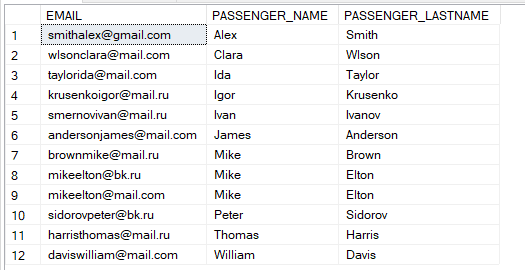 EMAIL PASSENGER_NAME PASSENGER_LASTNAME
1 smithalex@gmail.com Alex Smith
2 wlsonclara@mail.com Clara Wlson
3 taylorida@mail.com Ida Taylor
4 krusenkoigor@mail.ru Igor Krusenko
5 smernovivan@mail.ru Ivan Ivanov
6 andersonjames@mail.com James Anderson
7 brownmike@mail.ru Mike Brown
8 mikeelton@bk.ru Mike Elton
9 mikeelton@mail.com Mike Elton
10 sidorovpeter@bk.ru Peter Sidorov
11 harristhomas@mail.ru Thomas Harris
12 daviswilliam@mail.com William Davis